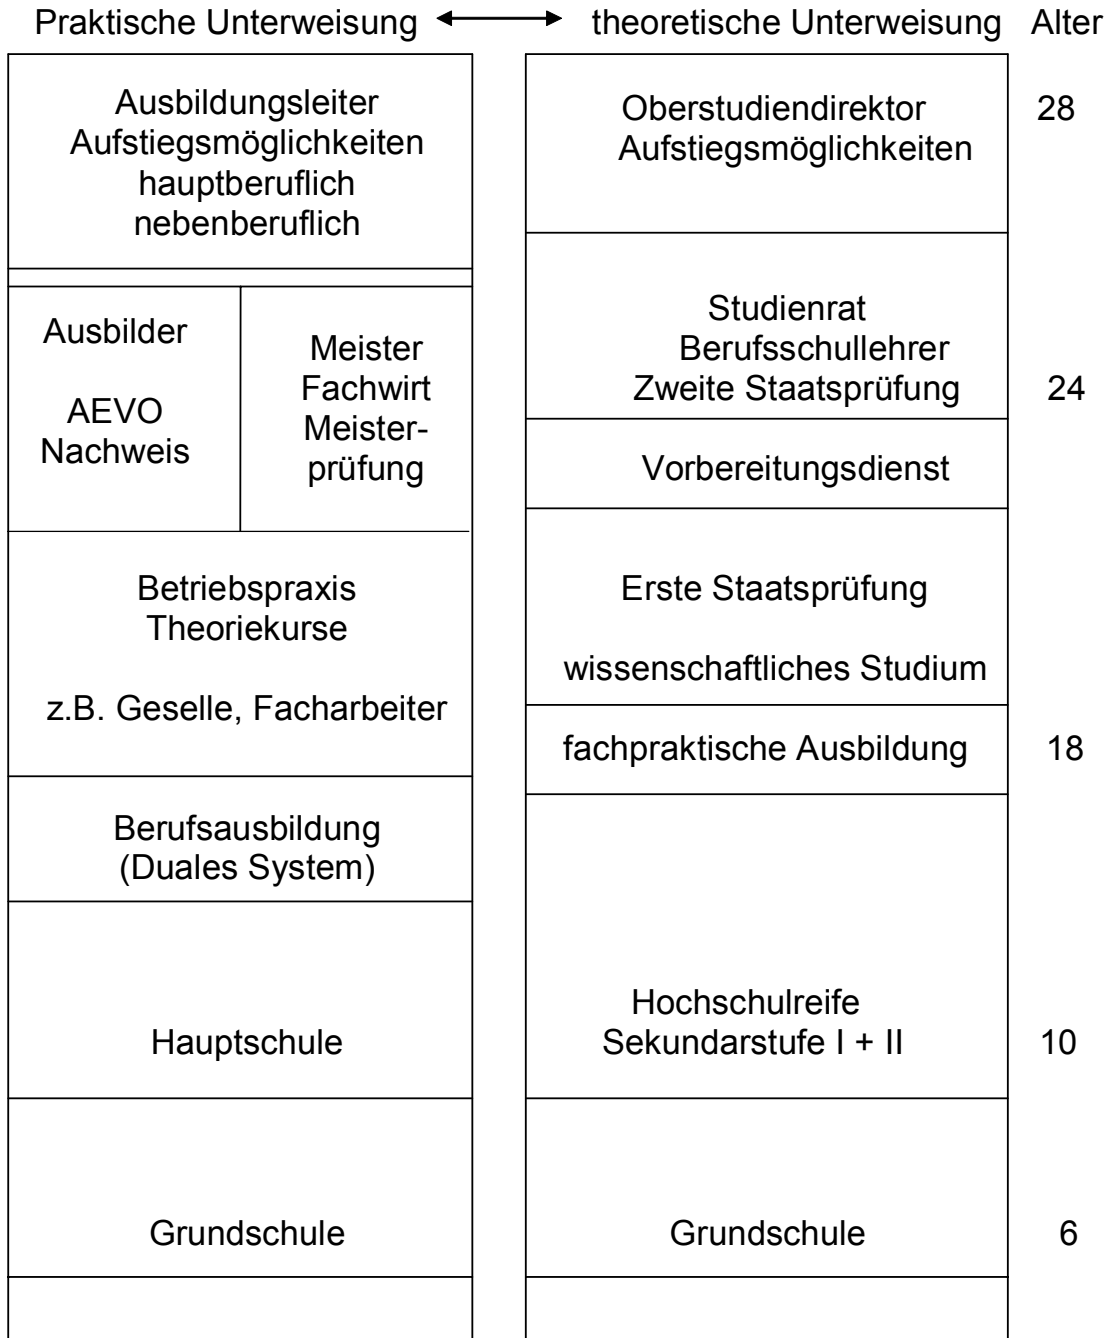 Praktische Unterweisung theoretische Unterweisung Alter
Ausbildungsleiter
Aufstiegsmöglichkeiten
hauptberuflich
nebenberuflich
Oberstudiendirektor
Aufstiegsmöglichkeiten
28
Ausbilder
AEVO
Nachweis
Meister
Fachwirt
Meister-
prüfung
Studienrat
Berufsschullehrer
Zweite Staatsprüfung
24
Vorbereitungsdienst
Betriebspraxis
Theoriekurse
z.B. Geselle, Facharbeiter
Erste Staatsprüfung
wissenschaftliches Studium
fachpraktische Ausbildung
18
Berufsausbildung
(Duales System)
Hauptschule
Hochschulreife
Sekundarstufe I + II
10
Grundschule
Grundschule
6